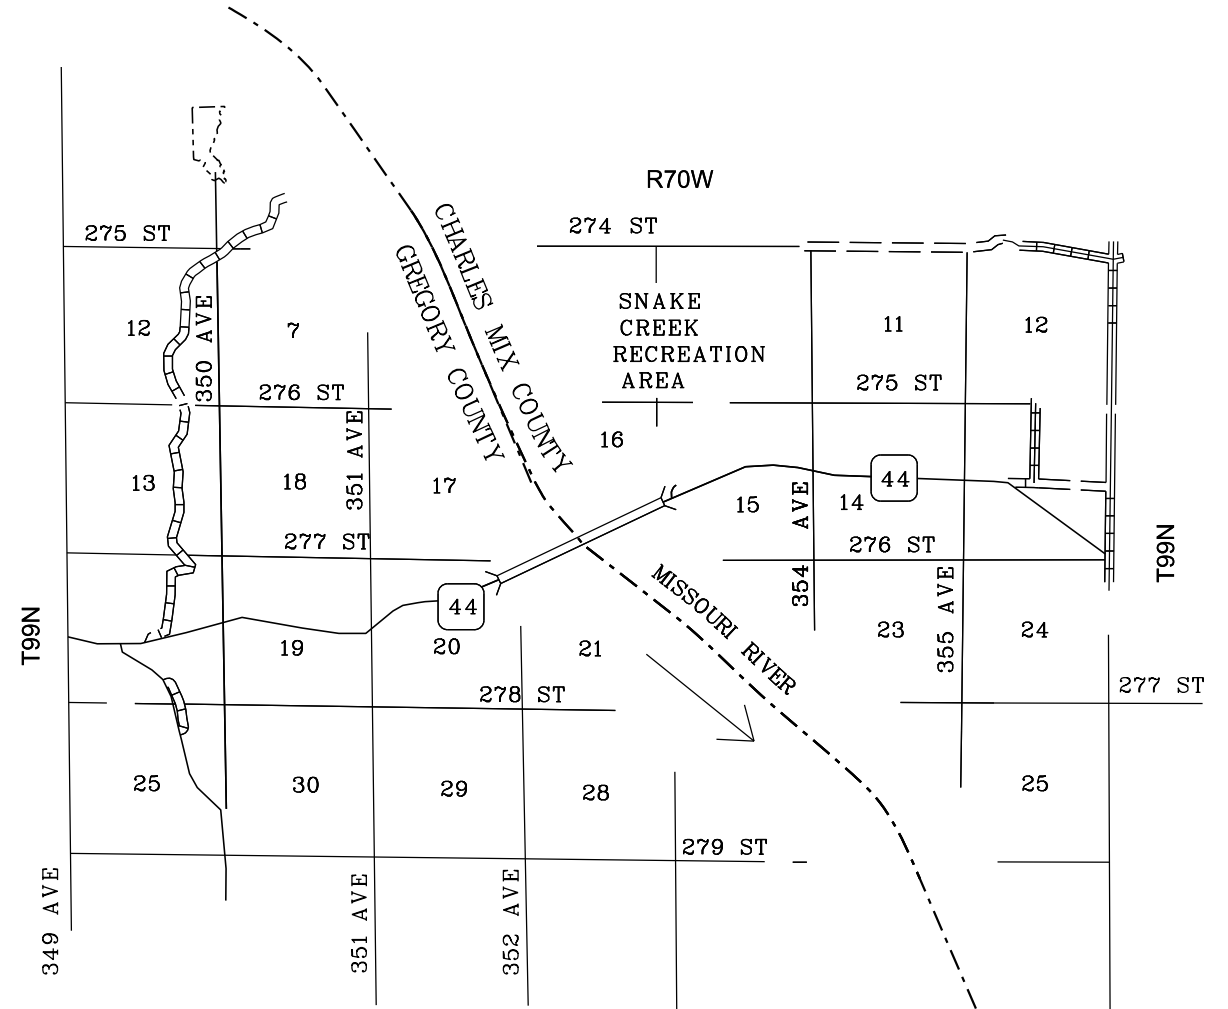 R70W
CHARLES MIX COUNTY
GREGORY COUNTY
274 ST
275 ST
350 AVE
SNAKE
CREEK
RECREATION
AREA
12
7
11
12
276 ST
275 ST
351 AVE
16
13
18
17
15
354 AVE
14
44
277 ST
276 ST
T99N
T99N
MISSOURI RIVER
44
355 AVE
19
20
21
23
24
278 ST
277 ST
25
30
29
28
25
279 ST
349 AVE
351 AVE
352 AVE